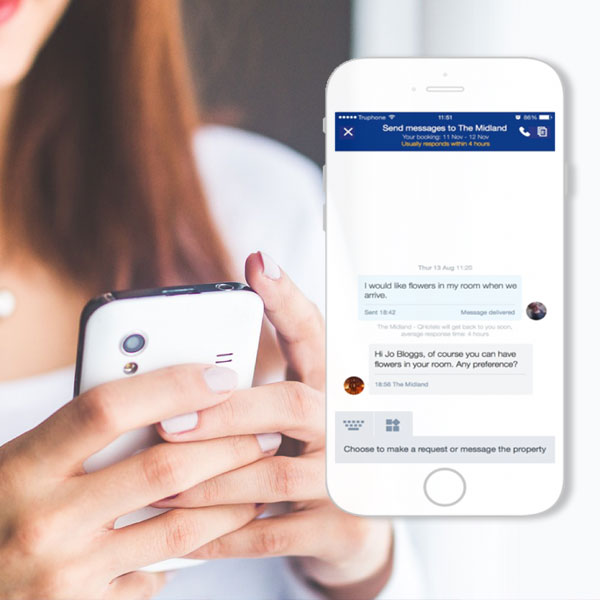 Truphone 11:51 86%
Send messages to The Midland
Your booking: 11 Nov - 12 Nov
Usually responds within 4 hours
Thur 13 Aug 11:25
I would like flowers in my room when we
arrive.
Sent 18:42 Message delivered
The Midland - Qhotels will get back to you soon,
average-response time: 4 hours
Hi Jo Bloggs, of course you can have
flowers in your room. Any preference?
18:56 The Midland
Choose to make a request or message the property